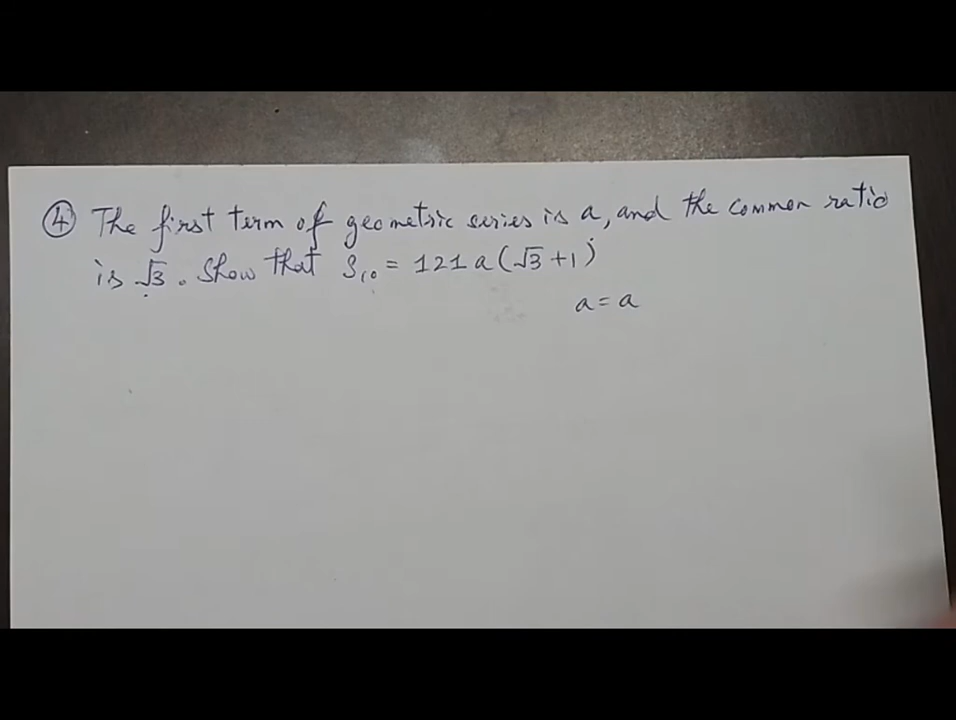 ④ The first term of geometric series is a, and the common ratio
is √3. Show that S₁₀ = 121a(√3+1)
a = a